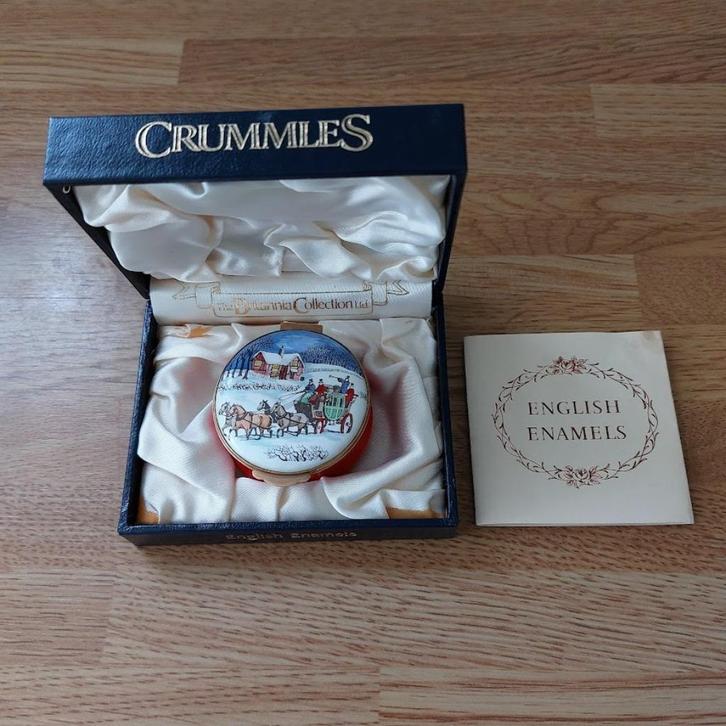 CRUMMLES
The Britannia Collection Ltd.
English Enamels
ENGLISH
ENAMELS